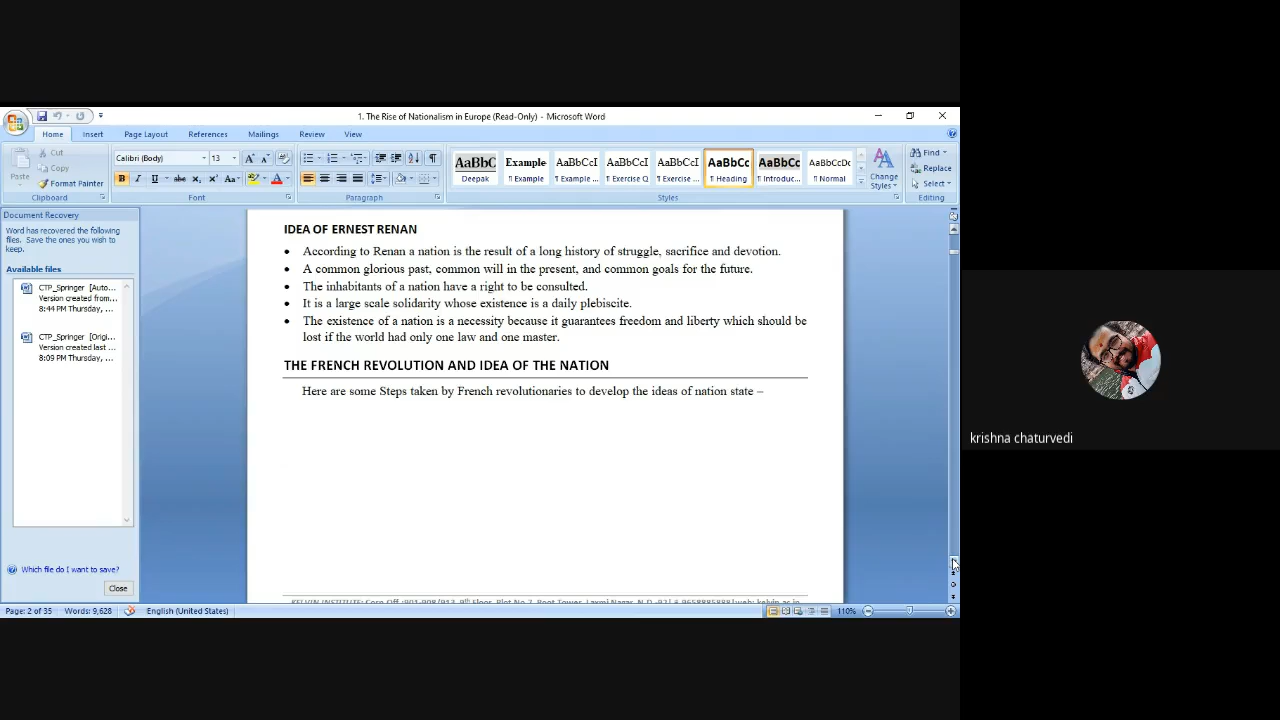 1. The Rise of Nationalism in Europe (Read-Only) - Microsoft Word
Home Insert Page Layout References Mailings Review View
Paste
Cut
Copy
Format Painter
Clipboard
Calibri (Body) 13
Font
Paragraph
AaBbC AaBbCcI AaBbCcI AaBbCcI AaBbCc AaBbCc AaBbCcDc
Example
Deepak ¶ Example ¶ Example ... ¶ Exercise Q ¶ Exercise ... ¶ Heading ¶ Introduc... ¶ Normal
Change Styles
Styles
Find
Replace
Select
Editing
Document Recovery
Word has recovered the following
files. Save the ones you wish to
keep.
Available files
CTP_Springer [Auto...
Version created from...
8:44 PM Thursday, ...
CTP_Springer [Origi...
Version created last ...
8:09 PM Thursday, ...
Which file do I want to save?
Close
IDEA OF ERNEST RENAN
• According to Renan a nation is the result of a long history of struggle, sacrifice and devotion.
• A common glorious past, common will in the present, and common goals for the future.
• The inhabitants of a nation have a right to be consulted.
• It is a large scale solidarity whose existence is a daily plebiscite.
• The existence of a nation is a necessity because it guarantees freedom and liberty which should be
lost if the world had only one law and one master.
THE FRENCH REVOLUTION AND IDEA OF THE NATION
Here are some Steps taken by French revolutionaries to develop the ideas of nation state –
Page: 2 of 35 Words: 9,628 English (United States) 110%
krishna chaturvedi